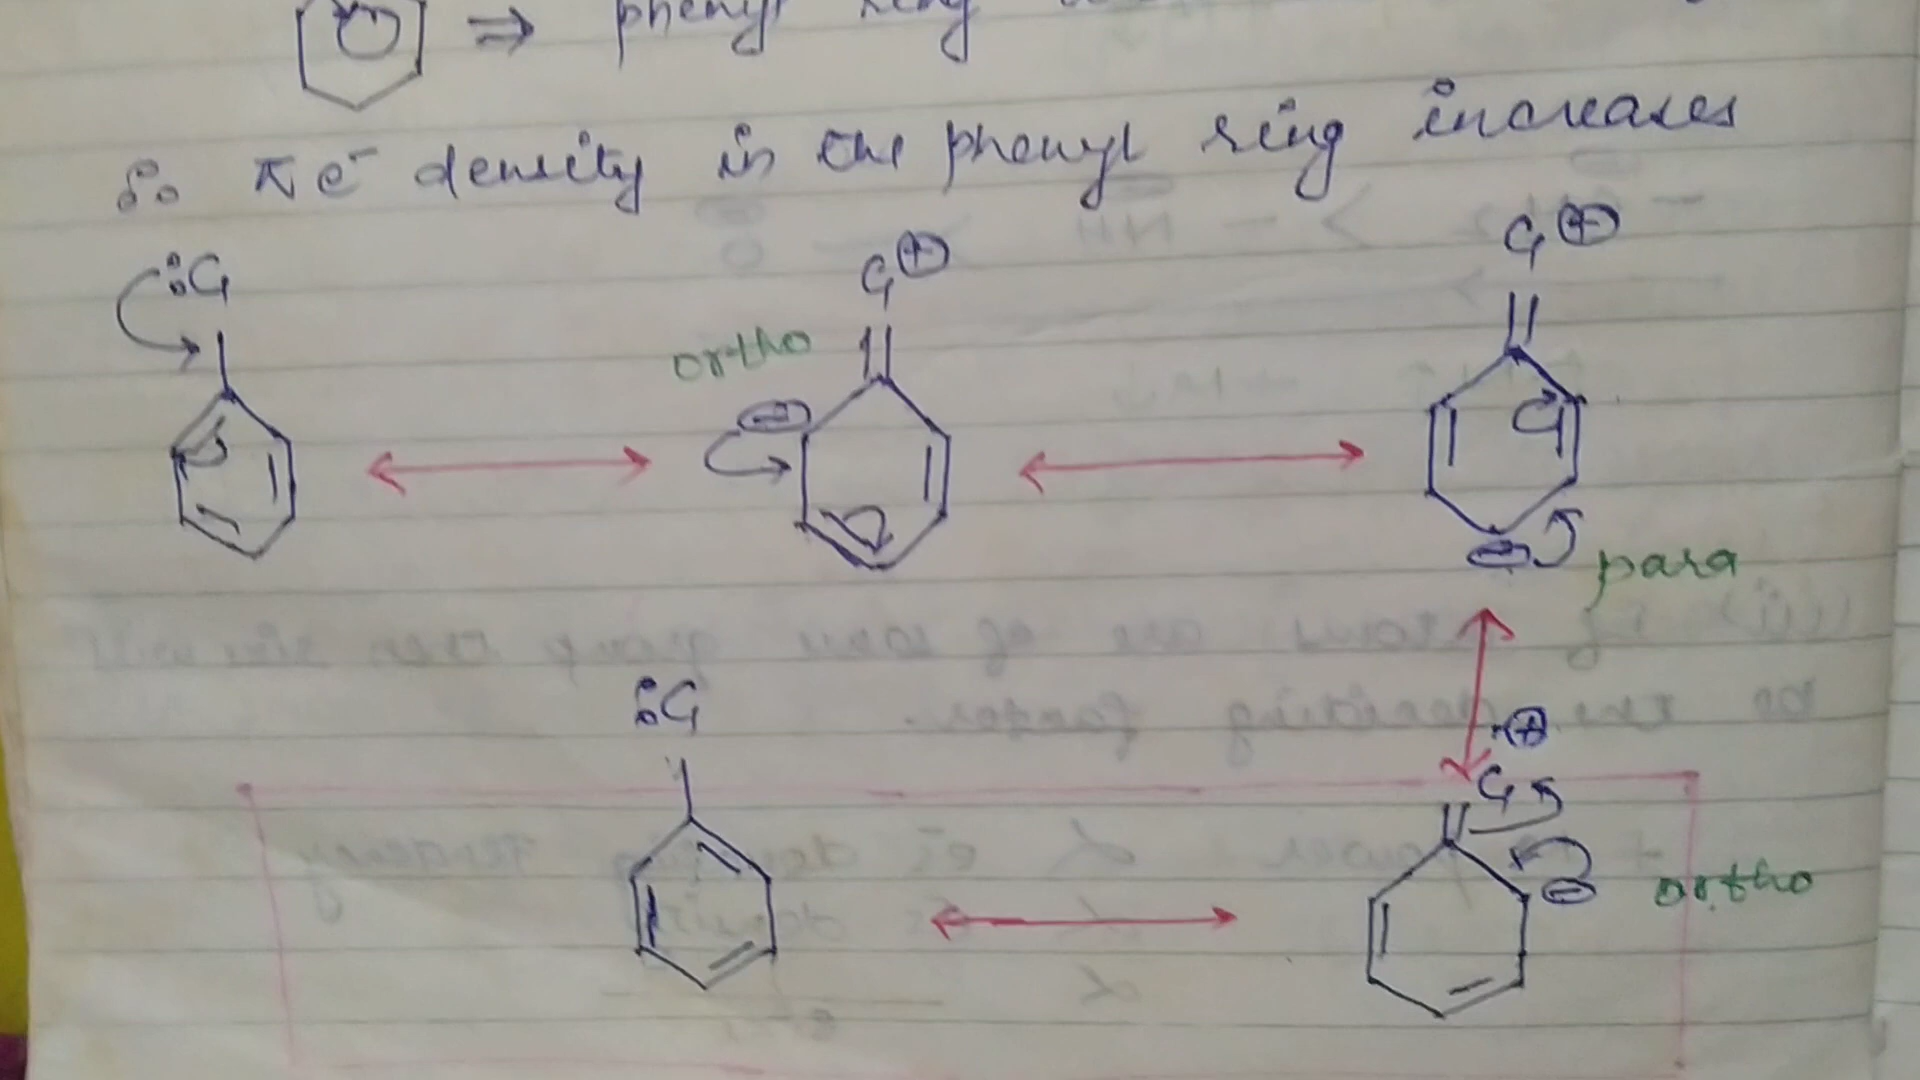 ⇒ phenyl ring
So π e⁻ density in the phenyl ring increases
:G
G⊕
G⊕
ortho
⊖
⊖
para
:G
⊕
G
⊖
ortho